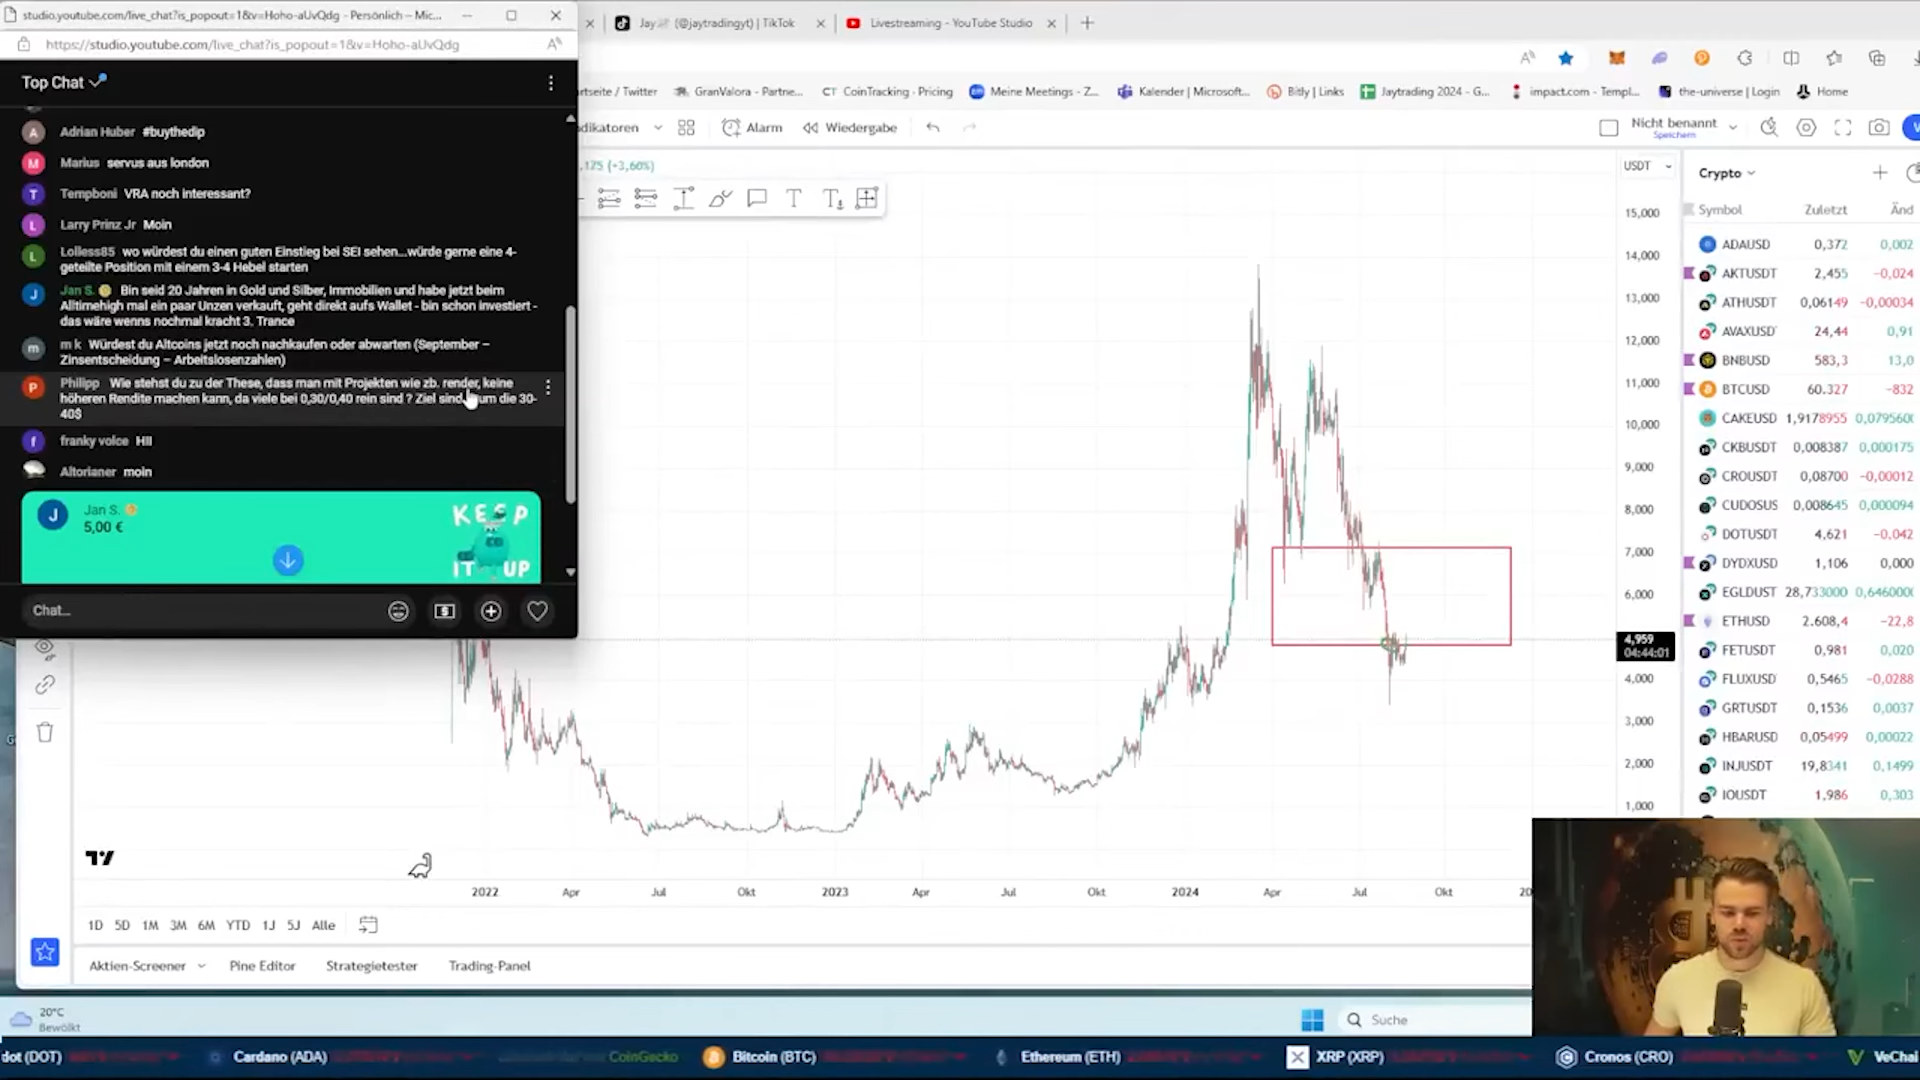 studio.youtube.com/live_chat?is_popout=1&v=Hoho-aUvQdg - Persönlich – Mic...
https://studio.youtube.com/live_chat?is_popout=1&v=Hoho-aUvQdg
Top Chat
Adrian Huber #buythedip
Marius servus aus london
Tempboni VRA noch interessant?
Larry Prinz Jr Moin
Lolless85 wo würdest du einen guten Einstieg bei SEI sehen...würde gerne eine 4-
geteilte Position mit einem 3-4 Hebel starten
Jan S. Bin seid 20 Jahren in Gold und Silber, Immobilien und habe jetzt beim
Alltimehigh mal ein paar Unzen verkauft, geht direkt aufs Wallet - bin schon investiert -
das wäre wenns nochmal kracht 3. Trance
m k Würdest du Altcoins jetzt noch nachkaufen oder abwarten (September –
Zinsentscheidung – Arbeitslosenzahlen)
Philipp Wie stehst du zu der These, dass man mit Projekten wie zb. render, keine
höheren Rendite machen kann, da viele bei 0,30/0,40 rein sind ? Ziel sind um die 30-
40$
franky voice HII
Altorianer moin
Jan S.
5,00 €
KEEP
IT UP
Chat...
Jay (@jaytradingyt) | TikTok
Livestreaming - YouTube Studio
rtseite / Twitter
GranValora - Partne...
CT CoinTracking · Pricing
Meine Meetings - Z...
Kalender | Microsoft...
Bitly | Links
Jaytrading 2024 - G...
impact.com - Templ...
the-universe | Login
Home
dikatoren
Alarm
Wiedergabe
Nicht benannt
Speichern
.175 (+3,60%)
USDT
15,000
14,000
13,000
12,000
11,000
10,000
9,000
8,000
7,000
6,000
4,959
04:44:01
4,000
3,000
2,000
1,000
2022
Apr
Jul
Okt
2023
Apr
Jul
Okt
2024
Apr
Jul
Okt
20
Crypto
Symbol Zuletzt Änd
ADAUSD 0,372 0,002
AKTUSDT 2,455 −0,024
ATHUSDT 0,06149 −0,00034
AVAXUSD 24,44 0,91
BNBUSD 583,3 13,0
BTCUSD 60.327 −832
CAKEUSD 1,9178955 0,079560
CKBUSDT 0,008387 0,000175
CROUSDT 0,08700 −0,00012
CUDOSUS 0,008645 0,000094
DOTUSDT 4,621 −0,042
DYDXUSD 1,106 0,000
EGLDUST 28,733000 0,646000
ETHUSD 2.608,4 −22,8
FETUSDT 0,981 0,020
FLUXUSD 0,5465 −0,0288
GRTUSDT 0,1536 0,0037
HBARUSD 0,05499 0,00022
INJUSDT 19,8341 0,1499
IOUSDT 1,986 0,303
1D 5D 1M 3M 6M YTD 1J 5J Alle
Aktien-Screener
Pine Editor
Strategietester
Trading-Panel
20°C
Bewölkt
Suche
dot (DOT)
Cardano (ADA)
CoinGecko
Bitcoin (BTC)
Ethereum (ETH)
XRP (XRP)
Cronos (CRO)
VeChai